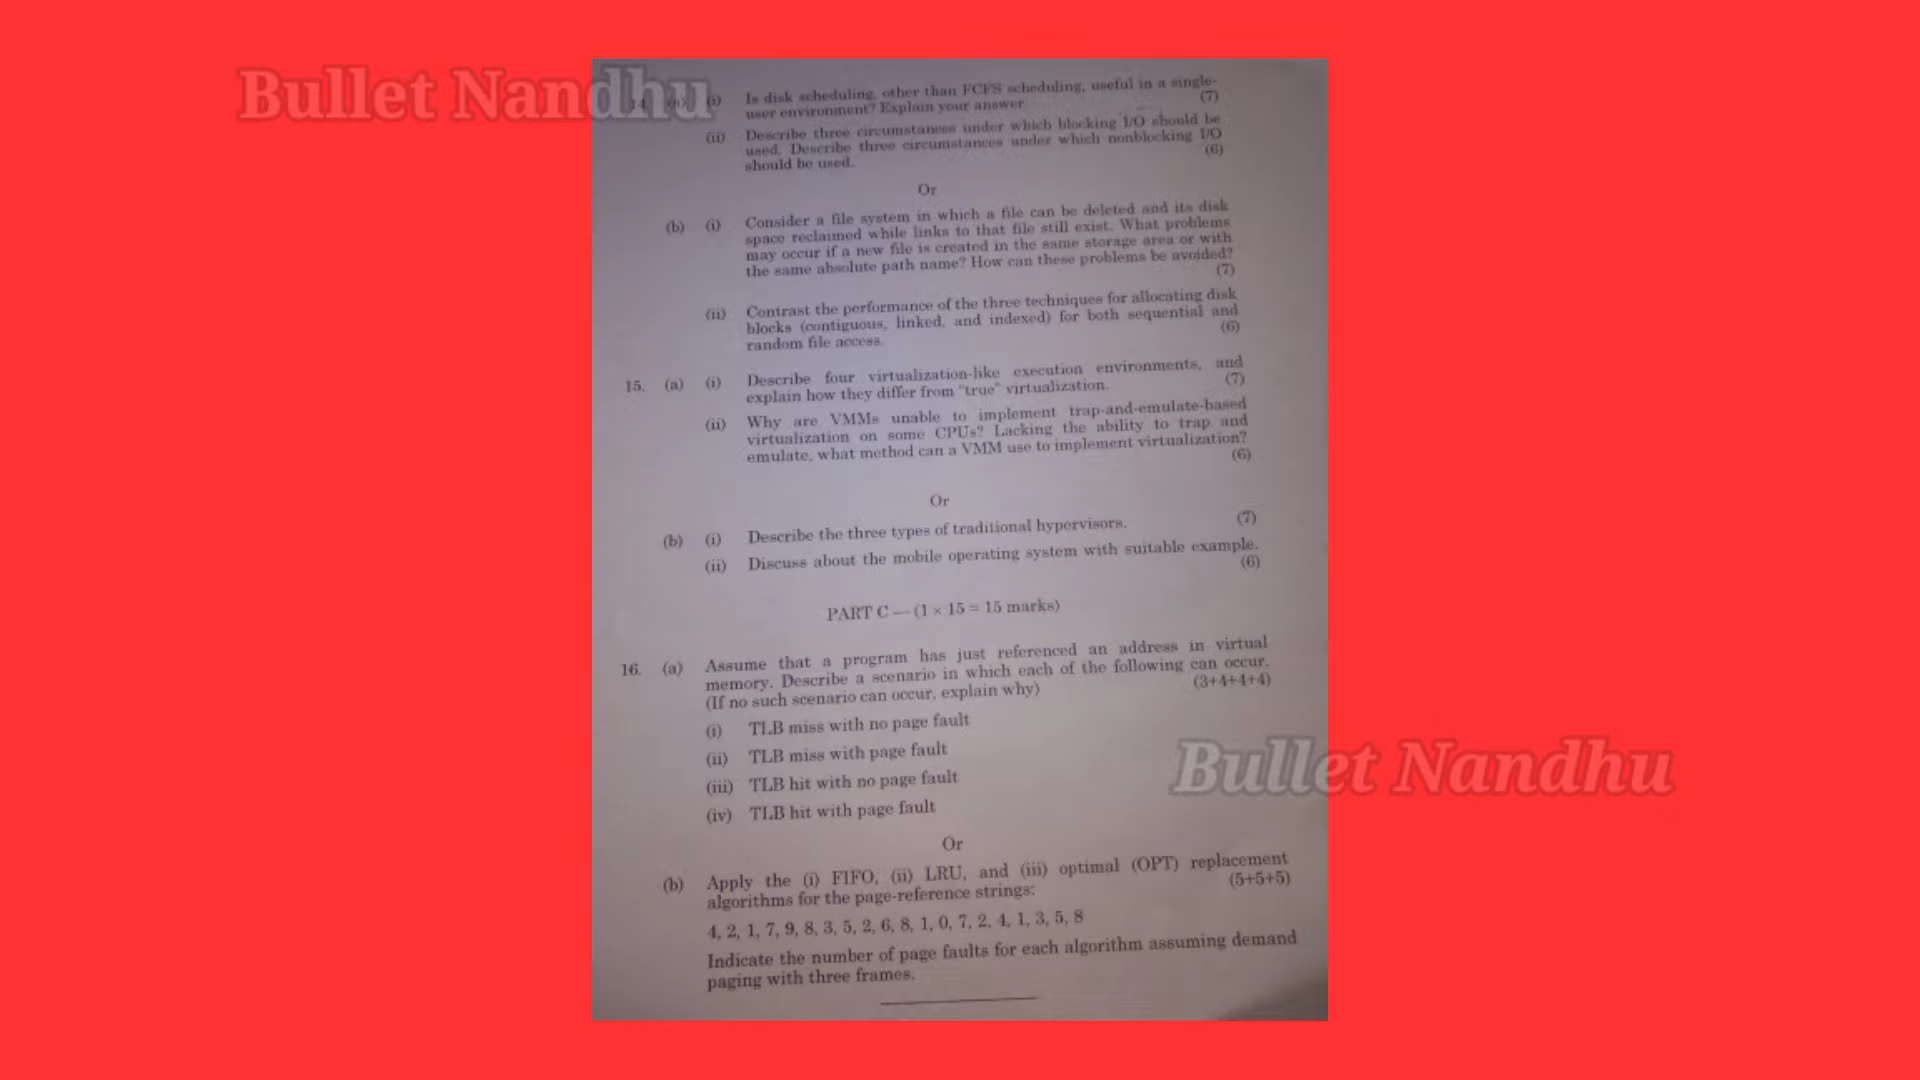 Bullet Nandhu
14. (a) (i) Is disk scheduling, other than FCFS scheduling, useful in a single-
user environment? Explain your answer. (7)
(ii) Describe three circumstances under which blocking I/O should be
used. Describe three circumstances under which nonblocking I/O
should be used. (6)
Or
(b) (i) Consider a file system in which a file can be deleted and its disk
space reclaimed while links to that file still exist. What problems
may occur if a new file is created in the same storage area or with
the same absolute path name? How can these problems be avoided?
(7)
(ii) Contrast the performance of the three techniques for allocating disk
blocks (contiguous, linked, and indexed) for both sequential and
random file access. (6)
15. (a) (i) Describe four virtualization-like execution environments, and
explain how they differ from "true" virtualization. (7)
(ii) Why are VMMs unable to implement trap-and-emulate-based
virtualization on some CPUs? Lacking the ability to trap and
emulate, what method can a VMM use to implement virtualization?
(6)
Or
(b) (i) Describe the three types of traditional hypervisors. (7)
(ii) Discuss about the mobile operating system with suitable example.
(6)
PART C — (1 × 15 = 15 marks)
16. (a) Assume that a program has just referenced an address in virtual
memory. Describe a scenario in which each of the following can occur.
(If no such scenario can occur, explain why) (3+4+4+4)
(i) TLB miss with no page fault
(ii) TLB miss with page fault
(iii) TLB hit with no page fault
(iv) TLB hit with page fault
Bullet Nandhu
Or
(b) Apply the (i) FIFO, (ii) LRU, and (iii) optimal (OPT) replacement
algorithms for the page-reference strings: (5+5+5)
4, 2, 1, 7, 9, 8, 3, 5, 2, 6, 8, 1, 0, 7, 2, 4, 1, 3, 5, 8
Indicate the number of page faults for each algorithm assuming demand
paging with three frames.